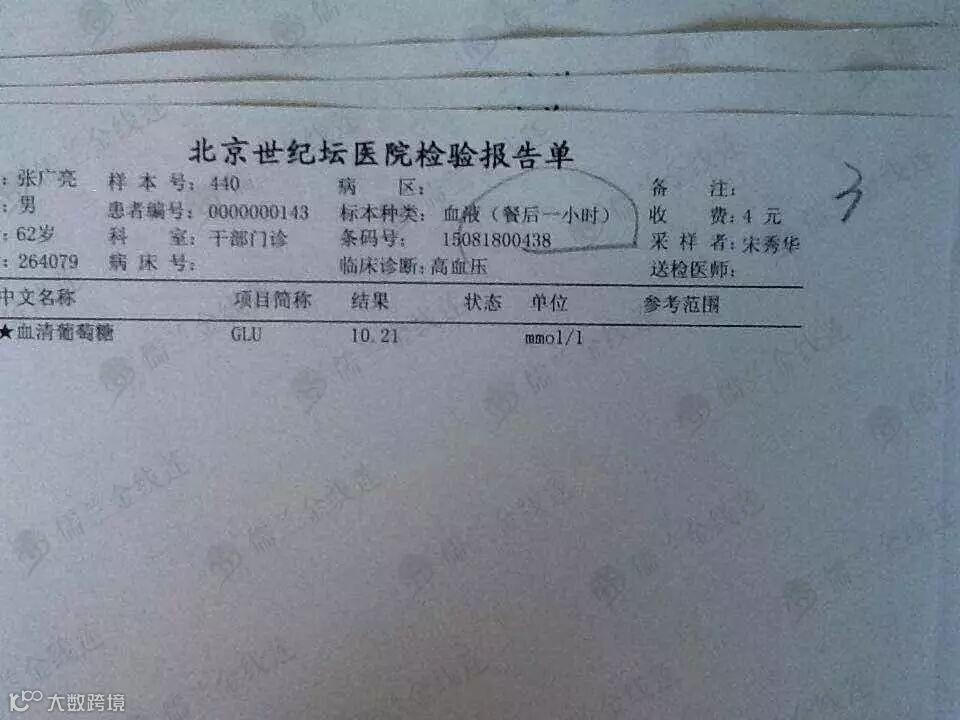 北京世纪坛医院检验报告单
3
：张广亮 样本号：440 病区： 备注：
：男 患者编号：0000000143 标本种类：血液（餐后一小时） 收费：4 元
：62岁 科室：干部门诊 条码号：15081800438 采样者：宋秀华
：264079 病床号： 临床诊断：高血压 送检医师：
中文名称 项目简称 结果 状态 单位 参考范围
★血清葡萄糖 GLU 10.21 mmol/l
大数跨境